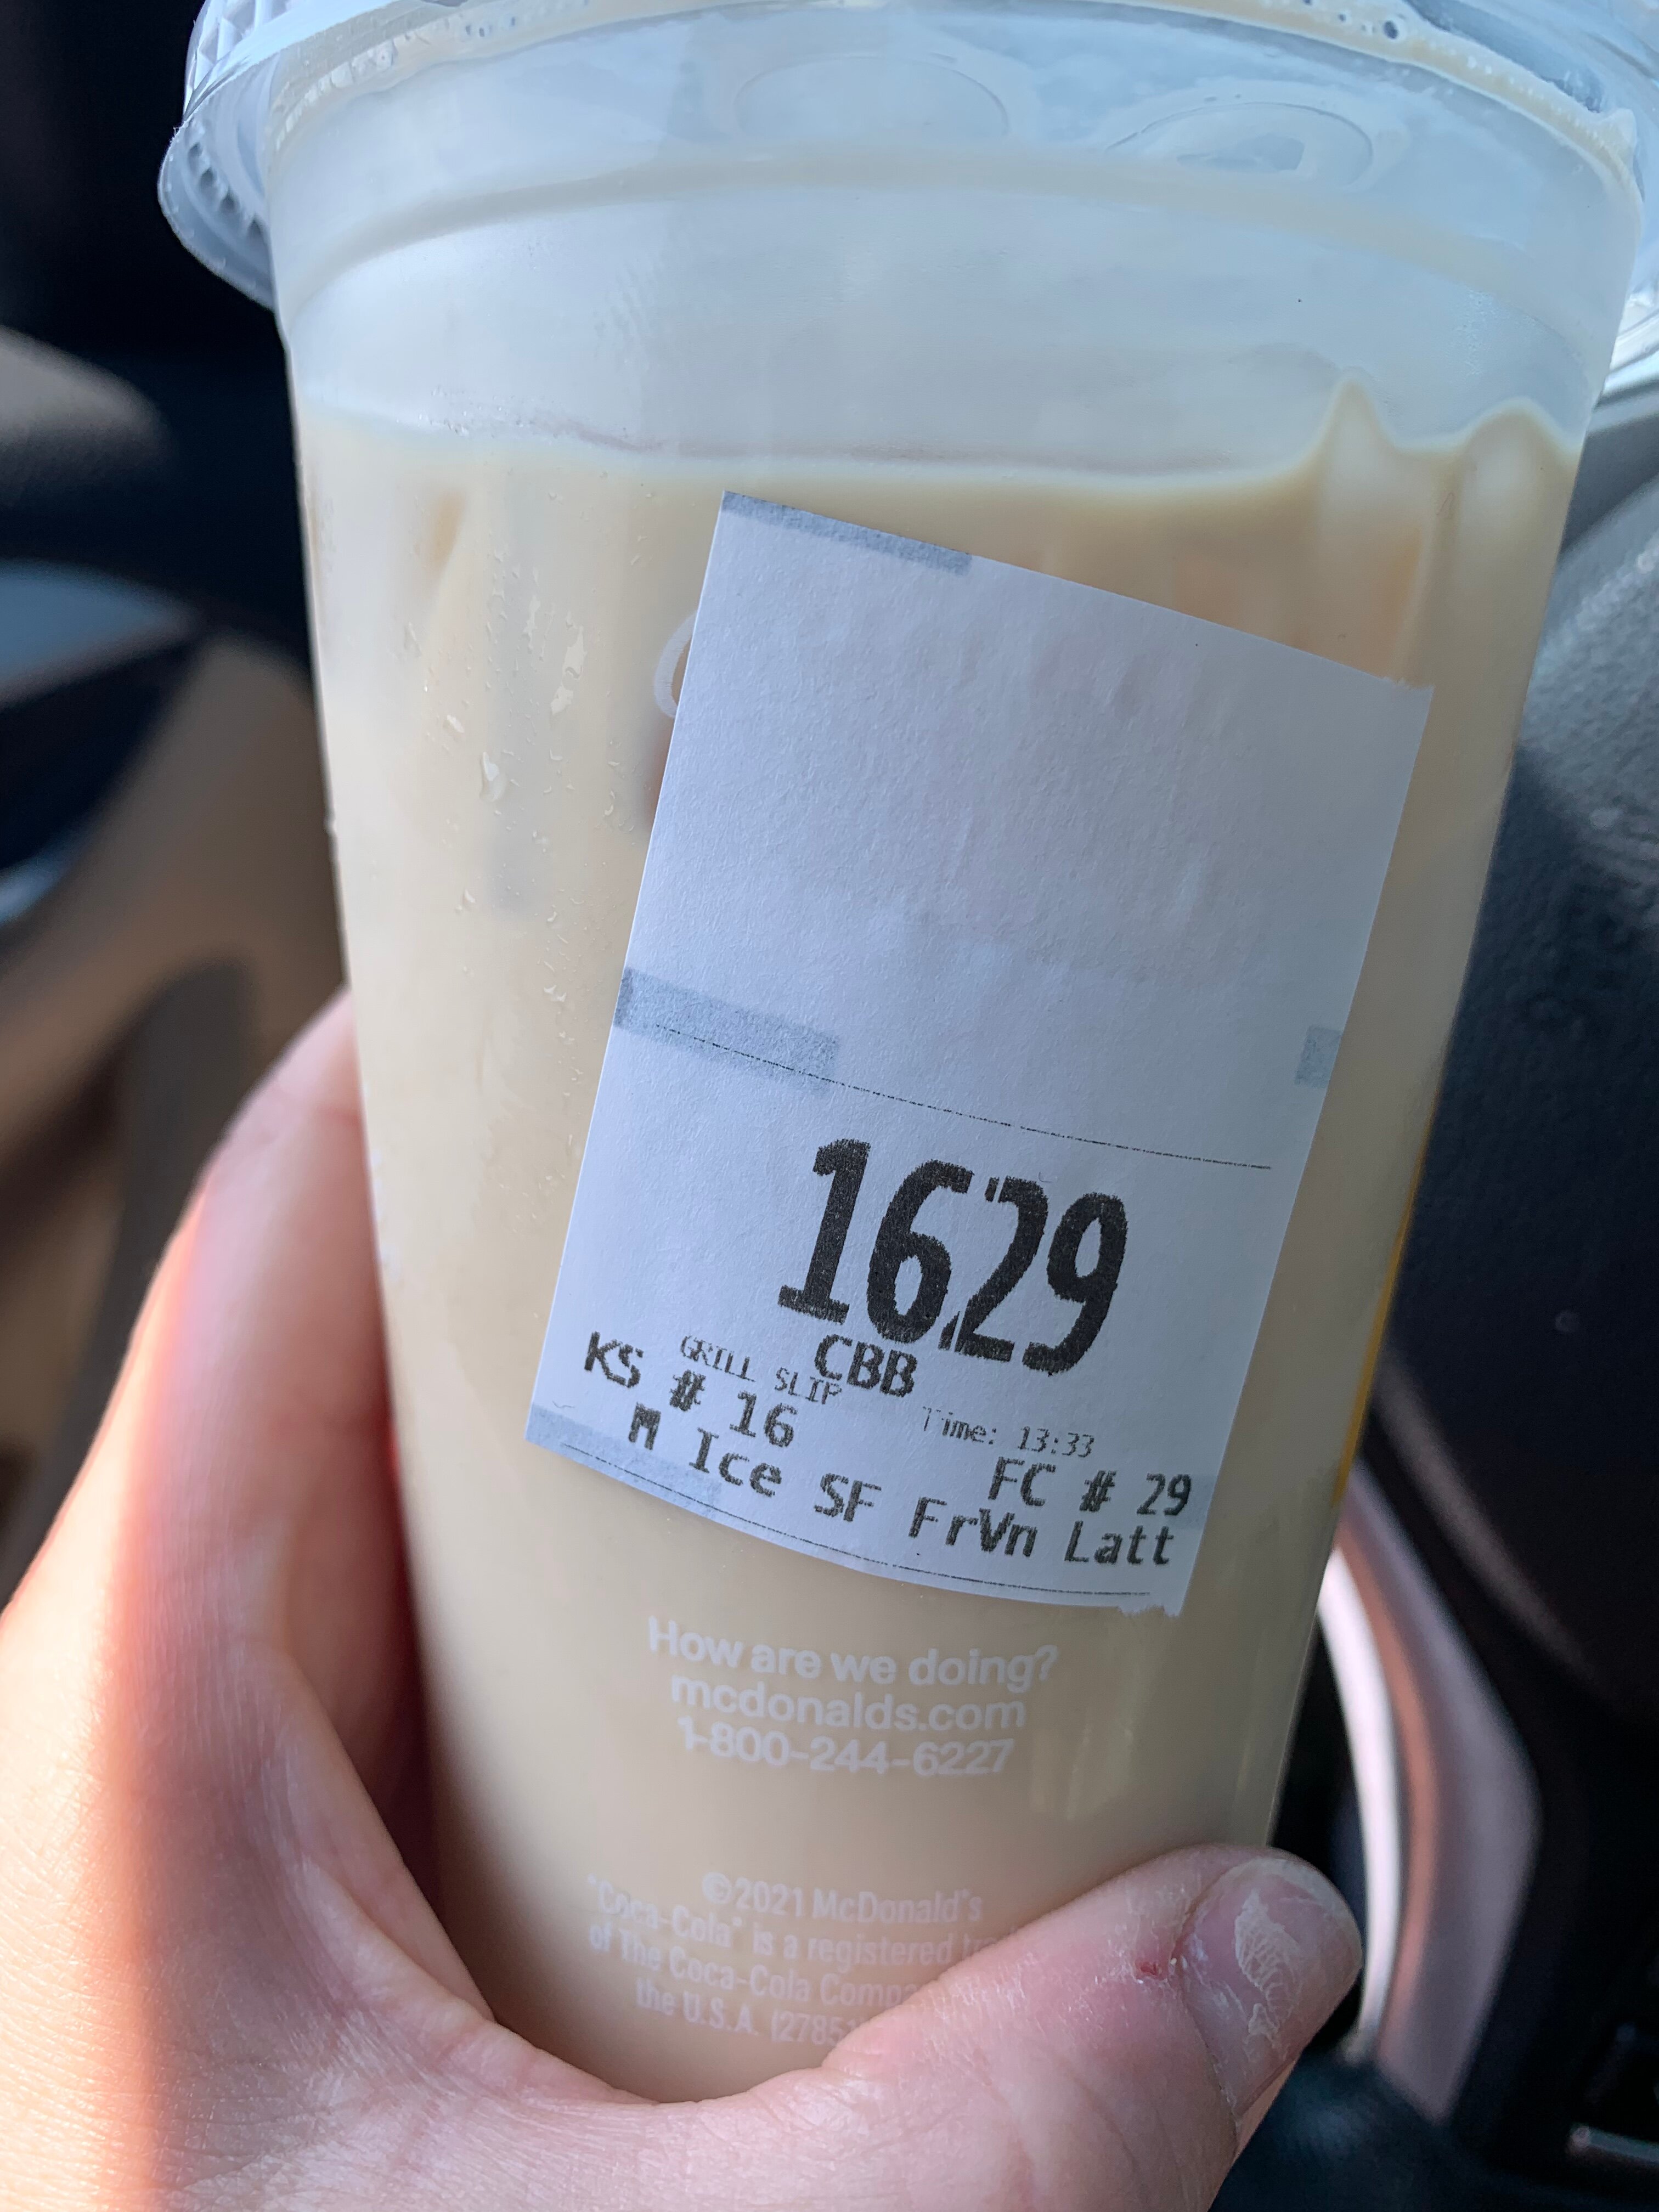 1629
CBB
GRILL SLIP Time: 13:33
KS # 16 FC # 29
M Ice SF FrVn Latt
How are we doing?
mcdonalds.com
1-800-244-6227
©2021 McDonald's
"Coca-Cola" is a registered
of The Coca-Cola
the U.S.A.